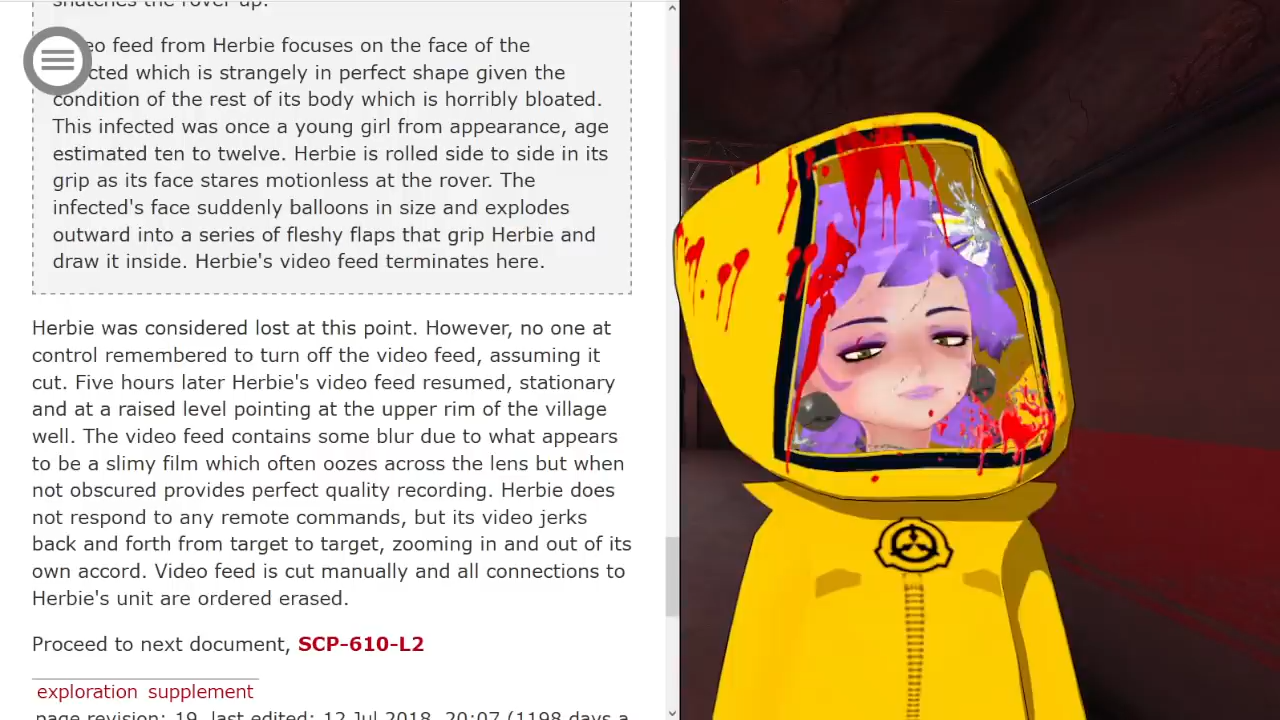 snatches the rover up.
feed from Herbie focuses on the face of the
which is strangely in perfect shape given the
condition of the rest of its body which is horribly bloated.
This infected was once a young girl from appearance, age
estimated ten to twelve. Herbie is rolled side to side in its
grip as its face stares motionless at the rover. The
infected's face suddenly balloons in size and explodes
outward into a series of fleshy flaps that grip Herbie and
draw it inside. Herbie's video feed terminates here.
Herbie was considered lost at this point. However, no one at
control remembered to turn off the video feed, assuming it
cut. Five hours later Herbie's video feed resumed, stationary
and at a raised level pointing at the upper rim of the village
well. The video feed contains some blur due to what appears
to be a slimy film which often oozes across the lens but when
not obscured provides perfect quality recording. Herbie does
not respond to any remote commands, but its video jerks
back and forth from target to target, zooming in and out of its
own accord. Video feed is cut manually and all connections to
Herbie's unit are ordered erased.
Proceed to next document, SCP-610-L2
exploration supplement
page revision: 19, last edited: 12 Jul 2018, 20:47 (1198 days a